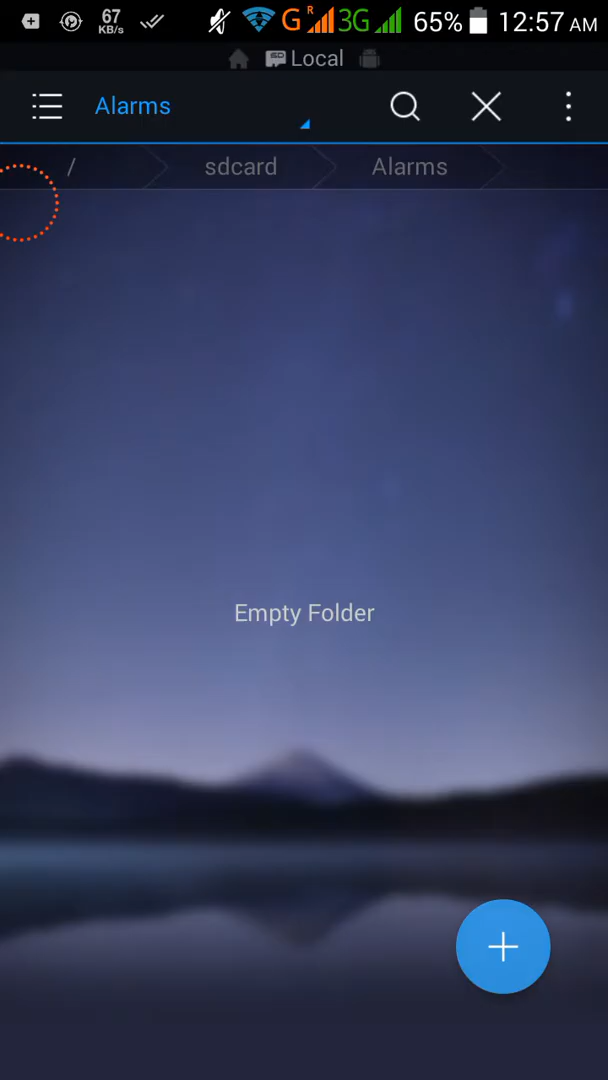 67 KB/s G R 3G 65% 12:57 AM
Local
Alarms
/ sdcard Alarms
Empty Folder